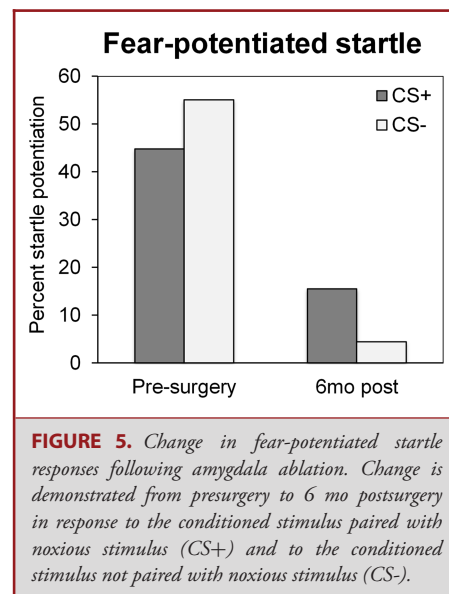 Fear-potentiated startle
Percent startle potentiation
60
50
40
30
20
10
0
CS+
CS-
Pre-surgery 6mo post
FIGURE 5. Change in fear-potentiated startle
responses following amygdala ablation. Change is
demonstrated from presurgery to 6 mo postsurgery
in response to the conditioned stimulus paired with
noxious stimulus (CS+) and to the conditioned
stimulus not paired with noxious stimulus (CS-).